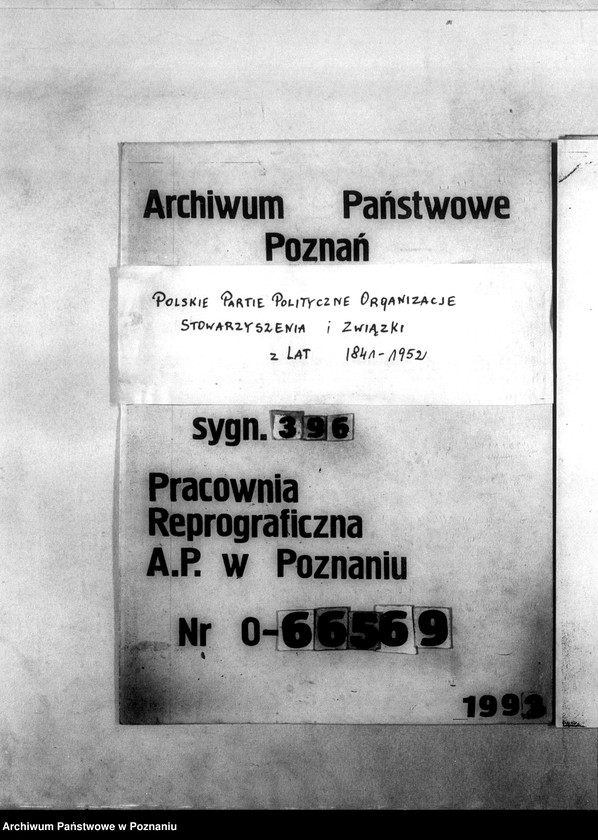 Archiwum Państwowe
Poznań
Polskie Partie Polityczne Organizacje
Stowarzyszenia i Związki
z lat 1841-1952
sygn. 396
Pracownia
Reprograficzna
A.P. w Poznaniu
Nr O-66569
1993
Archiwum Państwowe w Poznaniu